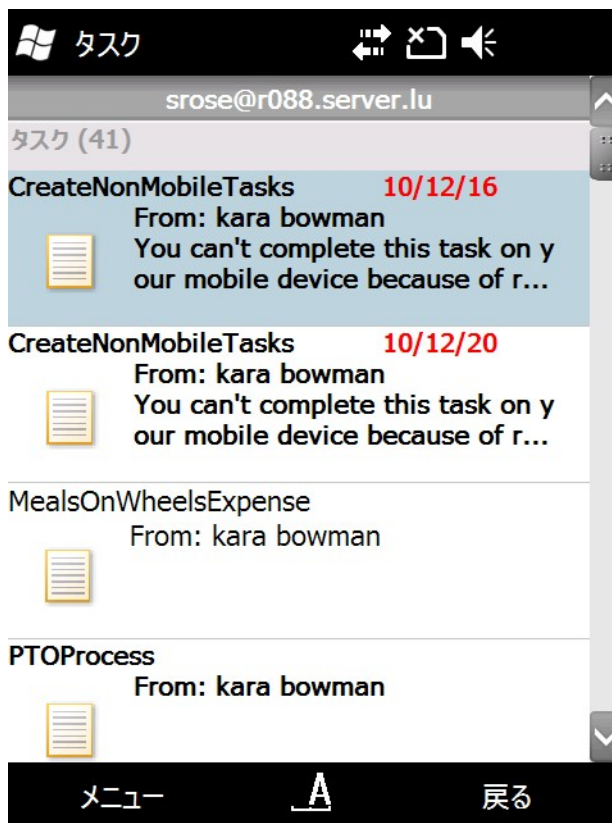 タスク
srose@r088.server.lu
タスク (41)
CreateNonMobileTasks 10/12/16
From: kara bowman
You can't complete this task on y
our mobile device because of r...
CreateNonMobileTasks 10/12/20
From: kara bowman
You can't complete this task on y
our mobile device because of r...
MealsOnWheelsExpense
From: kara bowman
PTOProcess
From: kara bowman
メニュー A 戻る